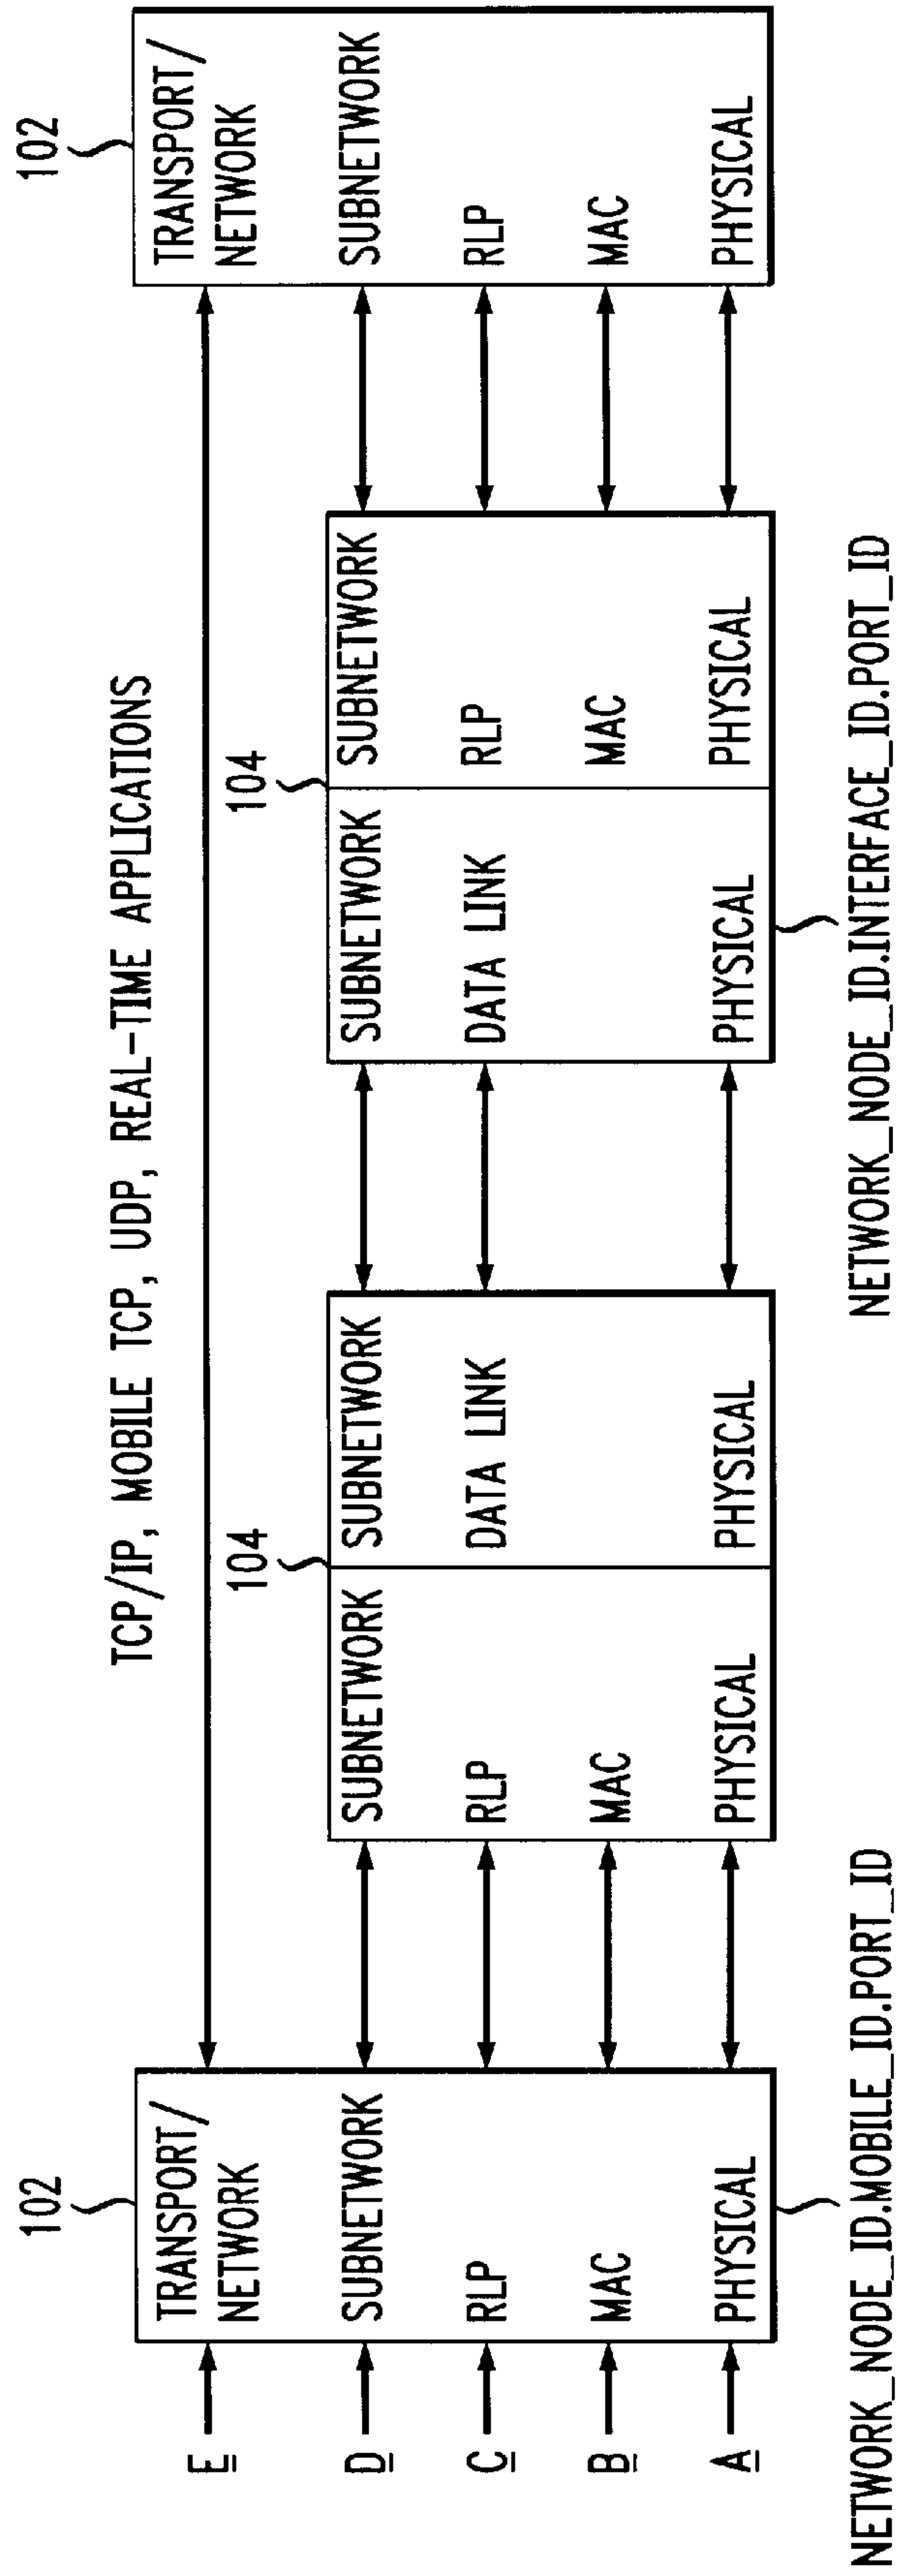 102
102
TCP/IP, MOBILE TCP, UDP, REAL-TIME APPLICATIONS
104
104
E
D
C
B
A
TRANSPORT/
NETWORK
SUBNETWORK
RLP
MAC
PHYSICAL
SUBNETWORK
RLP
MAC
PHYSICAL
SUBNETWORK
DATA LINK
PHYSICAL
SUBNETWORK
DATA LINK
PHYSICAL
SUBNETWORK
RLP
MAC
PHYSICAL
TRANSPORT/
NETWORK
SUBNETWORK
RLP
MAC
PHYSICAL
NETWORK_NODE_ID.MOBILE_ID.PORT_ID
NETWORK_NODE_ID.INTERFACE_ID.PORT_ID